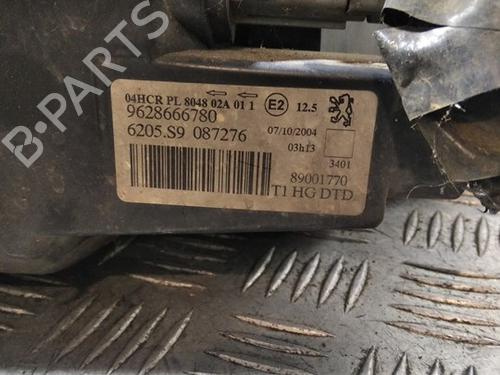 B-PARTS
04HCR PL 8048 02A 01 1 E2 12.5
9628666780
6205.S9 087276
07/10/2004
03h13
3401
89001770
T1 HG DTD